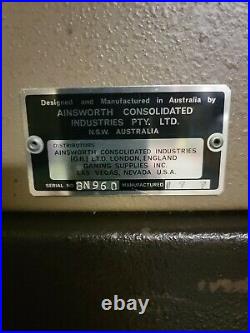 Designed and Manufactured in Australia by
AINSWORTH CONSOLIDATED
INDUSTRIES PTY. LTD.
N.S.W. AUSTRALIA
DISTRIBUTORS
AINSWORTH CONSOLIDATED INDUSTRIES
(G.B.) LTD. LONDON, ENGLAND
GAMING SUPPLIES INC.
LAS VEGAS, NEVADA U.S.A.
SERIAL NO BN960 MANUFACTURED